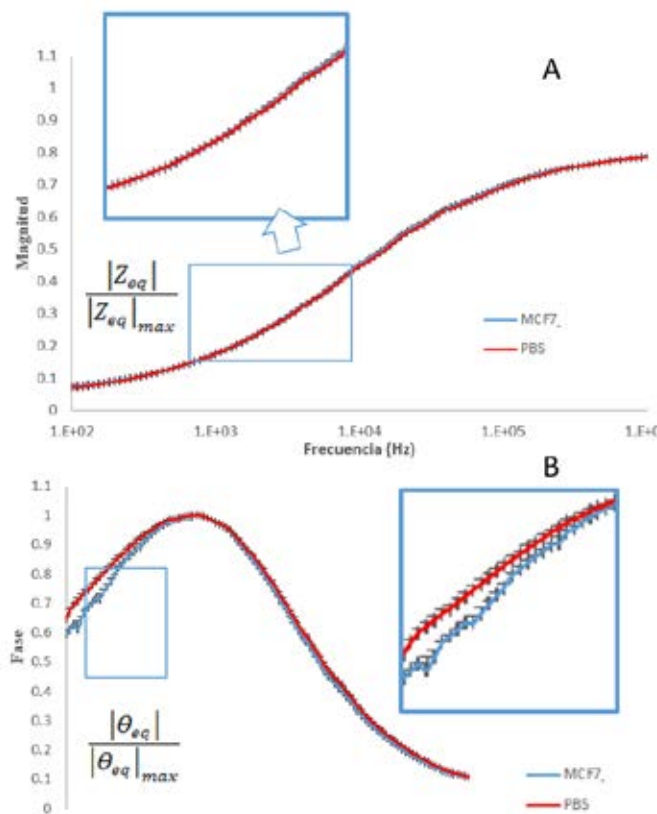 A
1.1
1
0.9
0.8
0.7
0.6
0.5
0.4
0.3
0.2
0.1
0
Magnitud
|Z_eq|
|Z_eq|_max
MCF7_
PBS
1.E+02
1.E+03
1.E+04
1.E+05
1.E+0
Frecuencia (Hz)
B
1.1
1
0.9
0.8
0.7
0.6
0.5
0.4
0.3
0.2
0.1
0
Fase
|θ_eq|
|θ_eq|_max
MCF7_
PBS